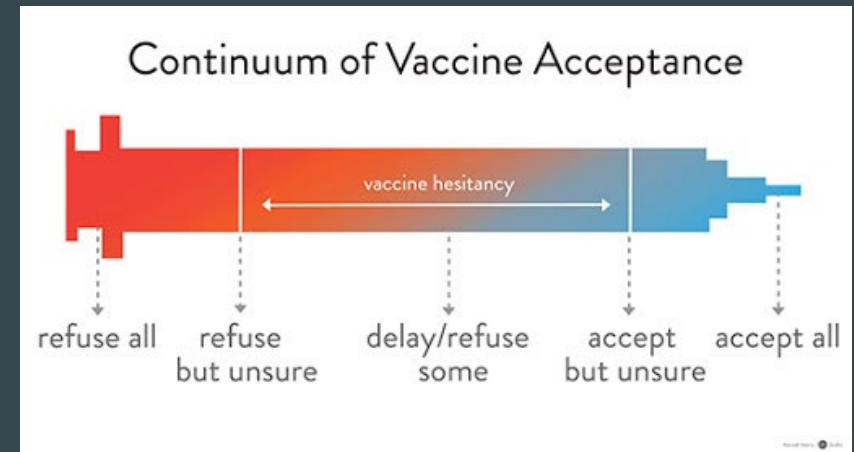 Continuum of Vaccine Acceptance
vaccine hesitancy
refuse all
refuse
but unsure
delay/refuse
some
accept
but unsure
accept all